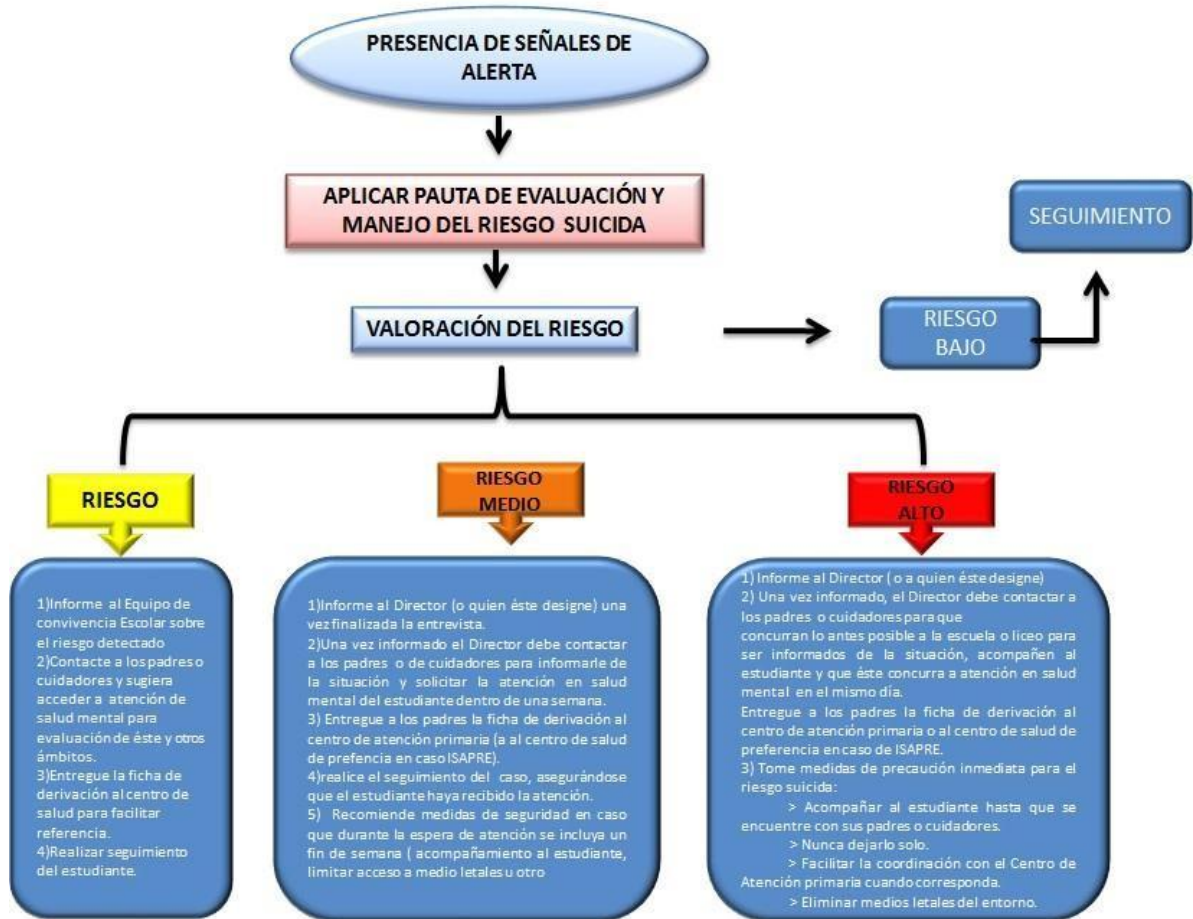 PRESENCIA DE SEÑALES DE
ALERTA
APLICAR PAUTA DE EVALUACIÓN Y
MANEJO DEL RIESGO SUICIDA
SEGUIMIENTO
VALORACIÓN DEL RIESGO
RIESGO
BAJO
RIESGO
1)Informe al Equipo de
convivencia Escolar sobre
el riesgo detectado
2)Contacte a los padres o
cuidadores y sugiera
acceder a atención de
salud mental para
evaluación de éste y otros
ámbitos.
3)Entregue la ficha de
derivación al centro de
salud para facilitar
referencia.
4)Realizar seguimiento
del estudiante.
RIESGO
MEDIO
1)Informe al Director (o quien éste designe) una
vez finalizada la entrevista.
2)Una vez informado el Director debe contactar
a los padres o de cuidadores para informarle de
la situación y solicitar la atención en salud
mental del estudiante dentro de una semana.
3) Entregue a los padres la ficha de derivación al
centro de atención primaria (a al centro de salud
de prefencia en caso ISAPRE).
4)realice el seguimiento del caso, asegurándose
que el estudiante haya recibido la atención.
5) Recomiende medidas de seguridad en caso
que durante la espera de atención se incluya un
fin de semana ( acompañamiento al estudiante,
limitar acceso a medio letales u otro
RIESGO
ALTO
1) Informe al Director ( o a quien éste designe)
2) Una vez informado, el Director debe contactar a
los padres o cuidadores para que
concurran lo antes posible a la escuela o liceo para
ser informados de la situación, acompañen al
estudiante y que éste concurra a atención en salud
mental en el mismo día.
Entregue a los padres la ficha de derivación al
centro de atención primaria o al centro de salud de
preferencia en caso de ISAPRE.
3) Tome medidas de precaución inmediata para el
riesgo suicida:
> Acompañar al estudiante hasta que se
encuentre con sus padres o cuidadores.
> Nunca dejarlo solo.
> Facilitar la coordinación con el Centro de
Atención primaria cuando corresponda.
> Eliminar medios letales del entorno.